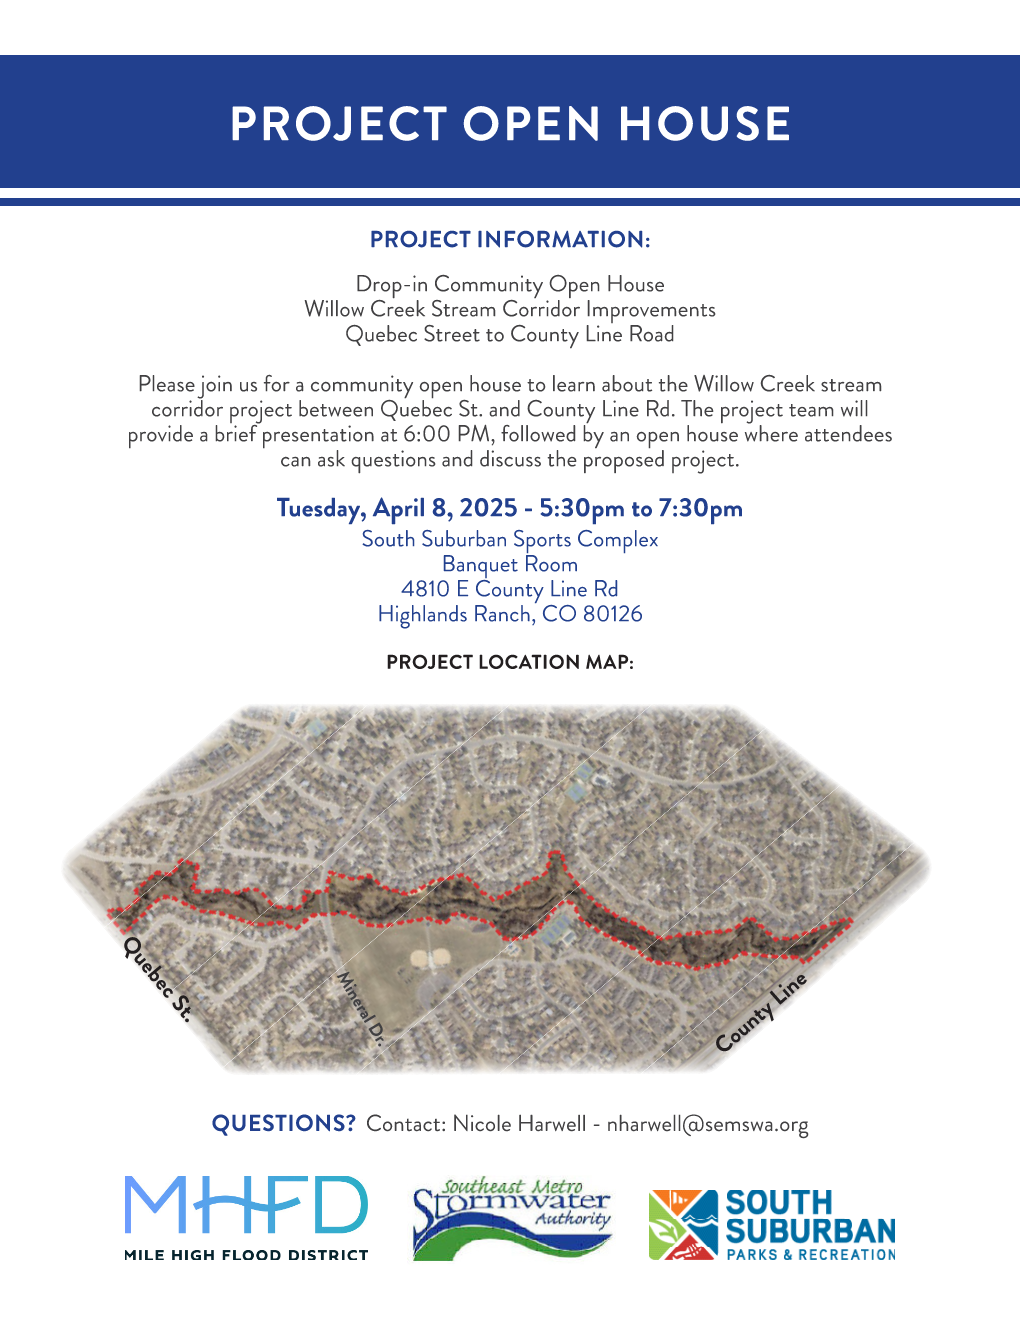 PROJECT OPEN HOUSE
PROJECT INFORMATION:
Drop-in Community Open House
Willow Creek Stream Corridor Improvements
Quebec Street to County Line Road
Please join us for a community open house to learn about the Willow Creek stream
corridor project between Quebec St. and County Line Rd. The project team will
provide a brief presentation at 6:00 PM, followed by an open house where attendees
can ask questions and discuss the proposed project.
Tuesday, April 8, 2025 - 5:30pm to 7:30pm
South Suburban Sports Complex
Banquet Room
4810 E County Line Rd
Highlands Ranch, CO 80126
PROJECT LOCATION MAP:
Quebec St.
Mineral Dr.
County Line
QUESTIONS? Contact: Nicole Harwell - nharwell@semswa.org
MHFD
MILE HIGH FLOOD DISTRICT
Southeast Metro
Stormwater
Authority
SOUTH
SUBURBAN
PARKS & RECREATION